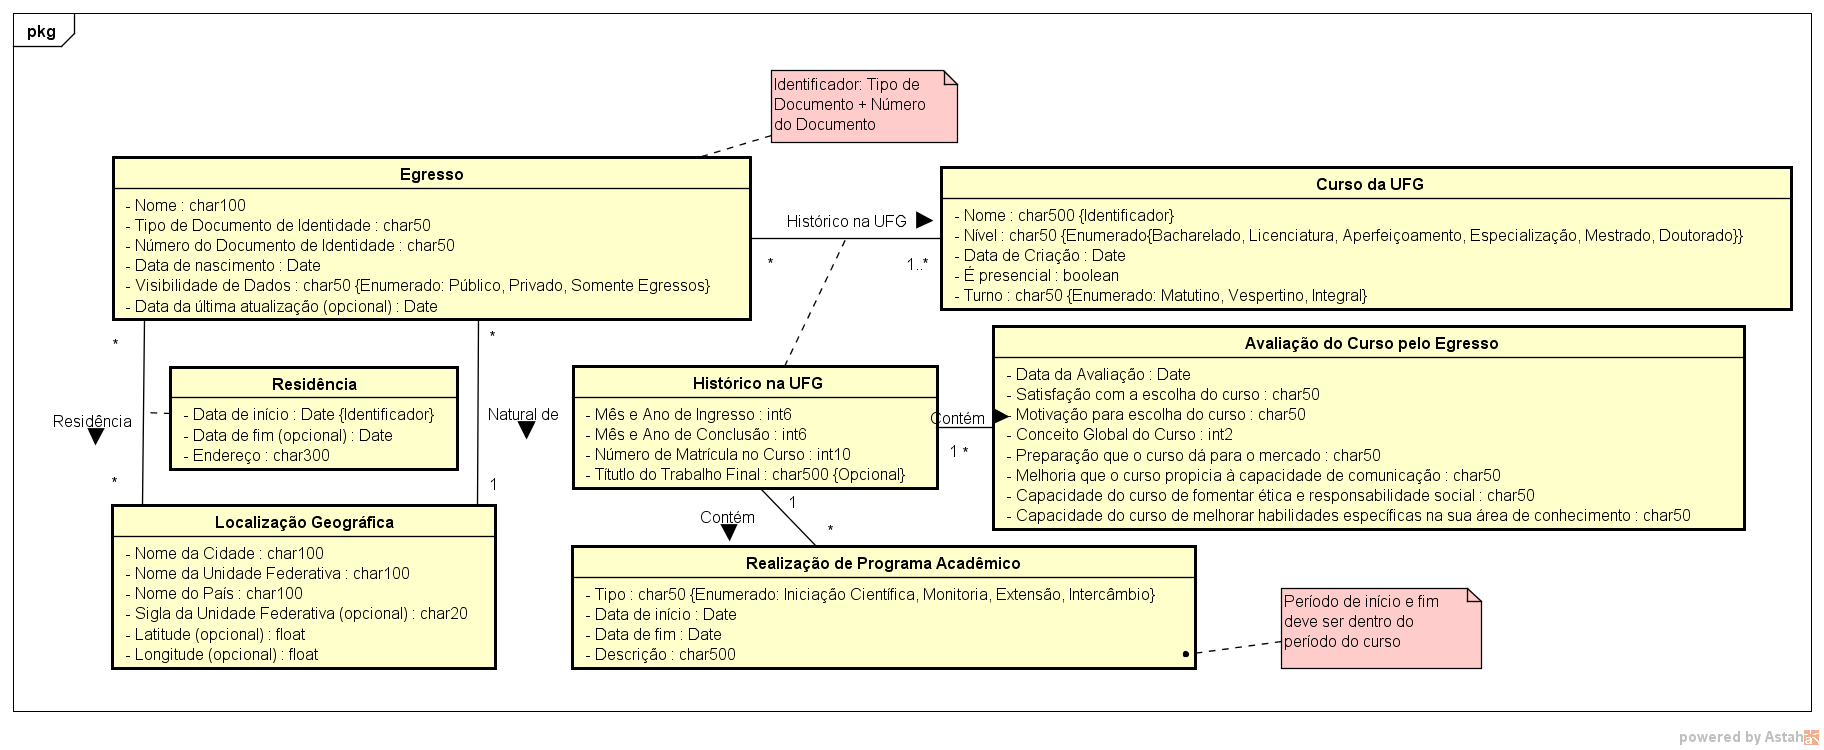 pkg
Identificador: Tipo de
Documento + Número
do Documento
Egresso
- Nome : char100
- Tipo de Documento de Identidade : char50
- Número do Documento de Identidade : char50
- Data de nascimento : Date
- Visibilidade de Dados : char50 {Enumerado: Público, Privado, Somente Egressos}
- Data da última atualização (opcional) : Date
Histórico na UFG
*
1..*
Curso da UFG
- Nome : char500 {Identificador}
- Nível : char50 {Enumerado{Bacharelado, Licenciatura, Aperfeiçoamento, Especialização, Mestrado, Doutorado}}
- Data de Criação : Date
- É presencial : boolean
- Turno : char50 {Enumerado: Matutino, Vespertino, Integral}
*
*
Residência
- Data de início : Date {Identificador}
- Data de fim (opcional) : Date
- Endereço : char300
Residência
Natural de
*
1
Histórico na UFG
- Mês e Ano de Ingresso : int6
- Mês e Ano de Conclusão : int6
- Número de Matrícula no Curso : int10
- Títutlo do Trabalho Final : char500 {Opcional}
Contém
1 *
Avaliação do Curso pelo Egresso
- Data da Avaliação : Date
- Satisfação com a escolha do curso : char50
- Motivação para escolha do curso : char50
- Conceito Global do Curso : int2
- Preparação que o curso dá para o mercado : char50
- Melhoria que o curso propicia à capacidade de comunicação : char50
- Capacidade do curso de fomentar ética e responsabilidade social : char50
- Capacidade do curso de melhorar habilidades específicas na sua área de conhecimento : char50
Localização Geográfica
- Nome da Cidade : char100
- Nome da Unidade Federativa : char100
- Nome do País : char100
- Sigla da Unidade Federativa (opcional) : char20
- Latitude (opcional) : float
- Longitude (opcional) : float
1
Contém
*
Realização de Programa Acadêmico
- Tipo : char50 {Enumerado: Iniciação Científica, Monitoria, Extensão, Intercâmbio}
- Data de início : Date
- Data de fim : Date
- Descrição : char500
Período de início e fim
deve ser dentro do
período do curso
powered by Astah